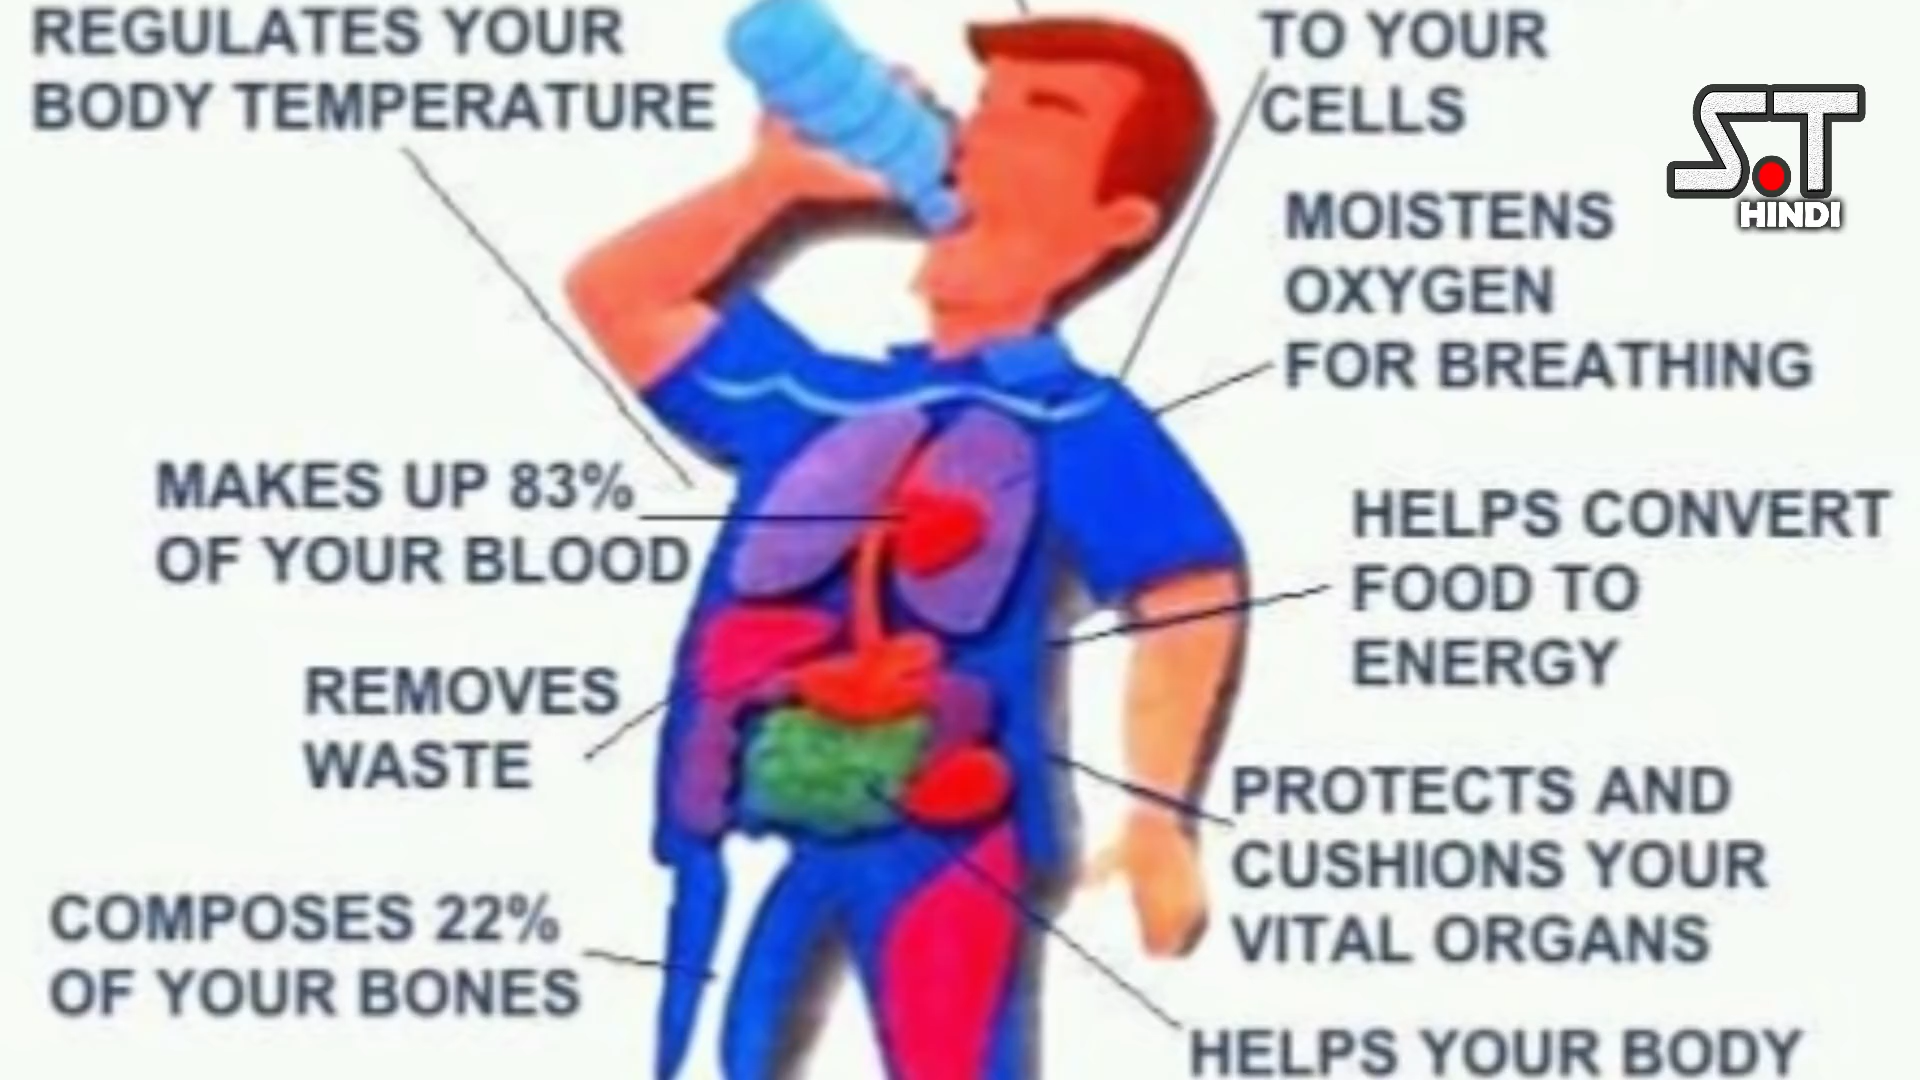 REGULATES YOUR
BODY TEMPERATURE
TO YOUR
CELLS
S.T
HINDI
MOISTENS
OXYGEN
FOR BREATHING
MAKES UP 83%
OF YOUR BLOOD
HELPS CONVERT
FOOD TO
ENERGY
REMOVES
WASTE
PROTECTS AND
CUSHIONS YOUR
VITAL ORGANS
COMPOSES 22%
OF YOUR BONES
HELPS YOUR BODY